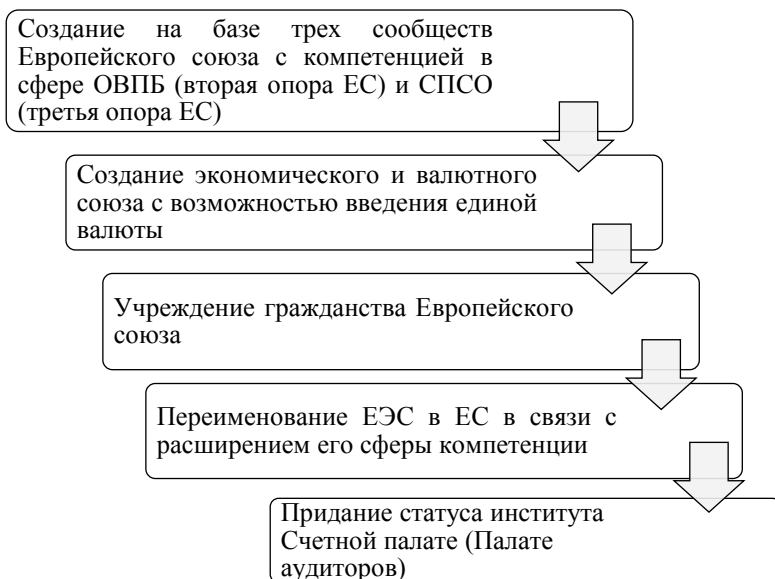 Создание на базе трех сообществ
Европейского союза с компетенцией в
сфере ОВПБ (вторая опора ЕС) и СПСО
(третья опора ЕС)
Создание экономического и валютного
союза с возможностью введения единой
валюты
Учреждение гражданства Европейского
союза
Переименование ЕЭС в ЕС в связи с
расширением его сферы компетенции
Придание статуса института
Счетной палате (Палате
аудиторов)